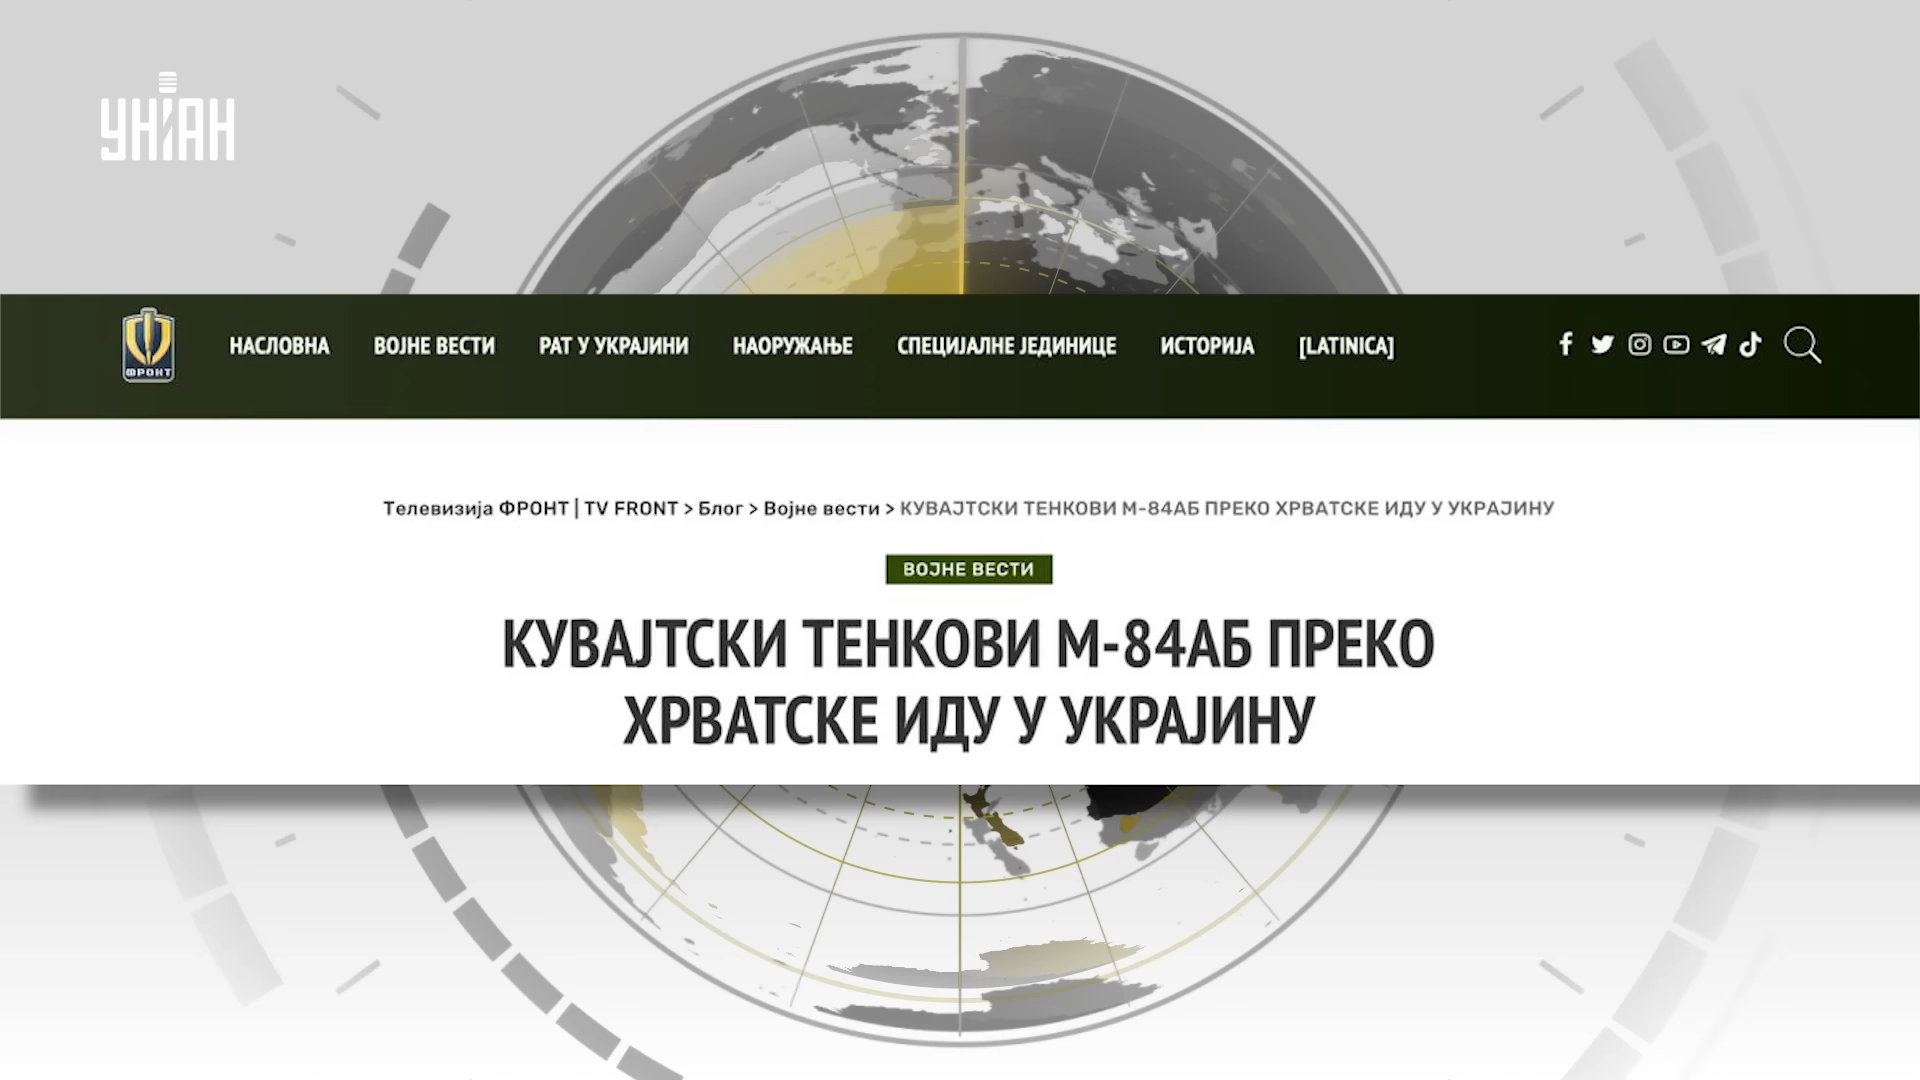 УНІАН
ФРОНТ
НАСЛОВНА ВОЈНЕ ВЕСТИ РАТ У УКРАЈИНИ НАОРУЖАЊЕ СПЕЦИЈАЛНЕ ЈЕДИНИЦЕ ИСТОРИЈА [LATINICA]
Телевизија ФРОНТ | TV FRONT > Блог > Војне вести > КУВАЈТСКИ ТЕНКОВИ М-84АБ ПРЕКО ХРВАТСКЕ ИДУ У УКРАЈИНУ
ВОЈНЕ ВЕСТИ
КУВАЈТСКИ ТЕНКОВИ М-84АБ ПРЕКО
ХРВАТСКЕ ИДУ У УКРАЈИНУ